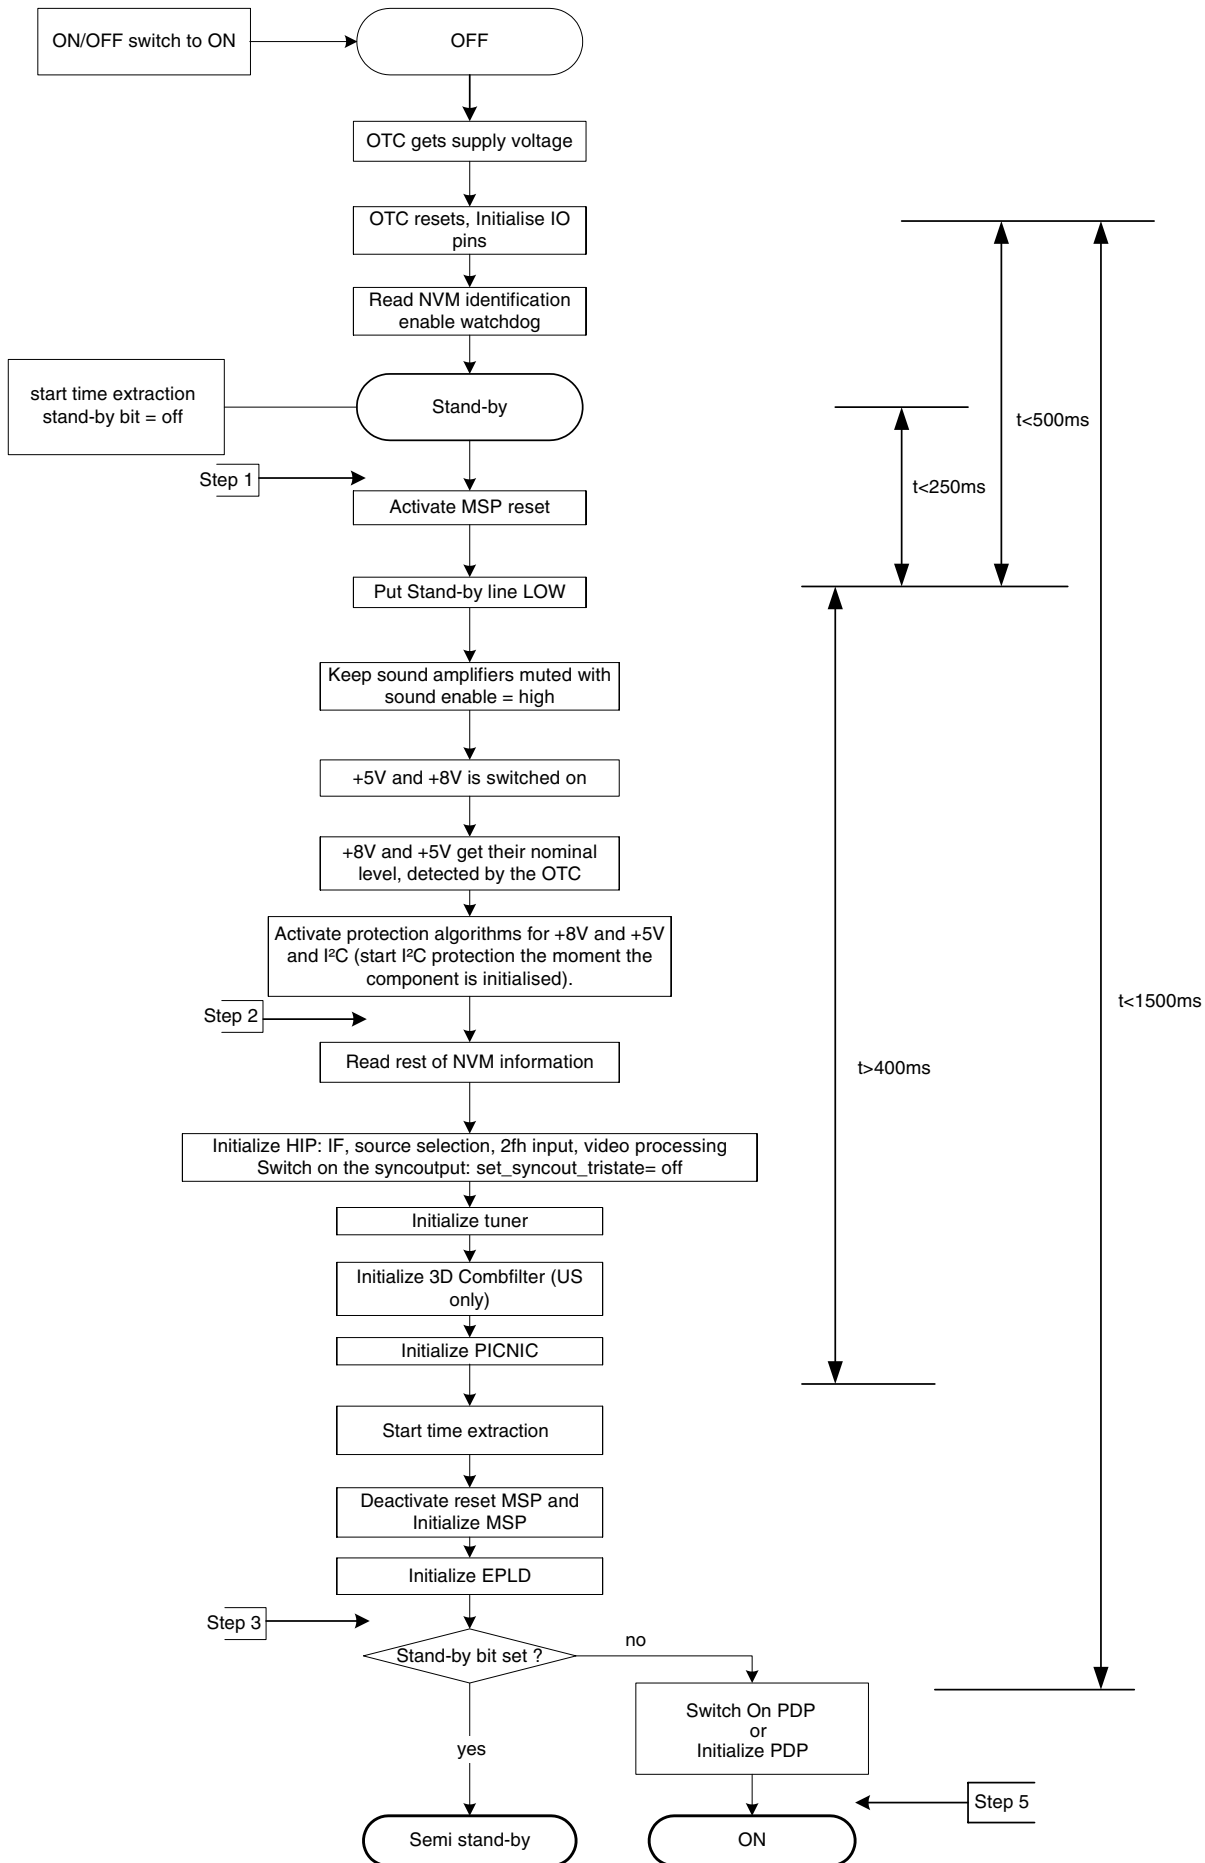 ON/OFF switch to ON
OFF
OTC gets supply voltage
OTC resets, Initialise IO
pins
Read NVM identification
enable watchdog
start time extraction
stand-by bit = off
Stand-by
t<500ms
Step 1
t<250ms
Activate MSP reset
Put Stand-by line LOW
Keep sound amplifiers muted with
sound enable = high
+5V and +8V is switched on
+8V and +5V get their nominal
level, detected by the OTC
Activate protection algorithms for +8V and +5V
and I²C (start I²C protection the moment the
component is initialised).
t<1500ms
Step 2
Read rest of NVM information
t>400ms
Initialize HIP: IF, source selection, 2fh input, video processing
Switch on the syncoutput: set_syncout_tristate= off
Initialize tuner
Initialize 3D Combfilter (US
only)
Initialize PICNIC
Start time extraction
Deactivate reset MSP and
Initialize MSP
Initialize EPLD
Step 3
Stand-by bit set ?
no
Switch On PDP
or
Initialize PDP
yes
Step 5
Semi stand-by
ON